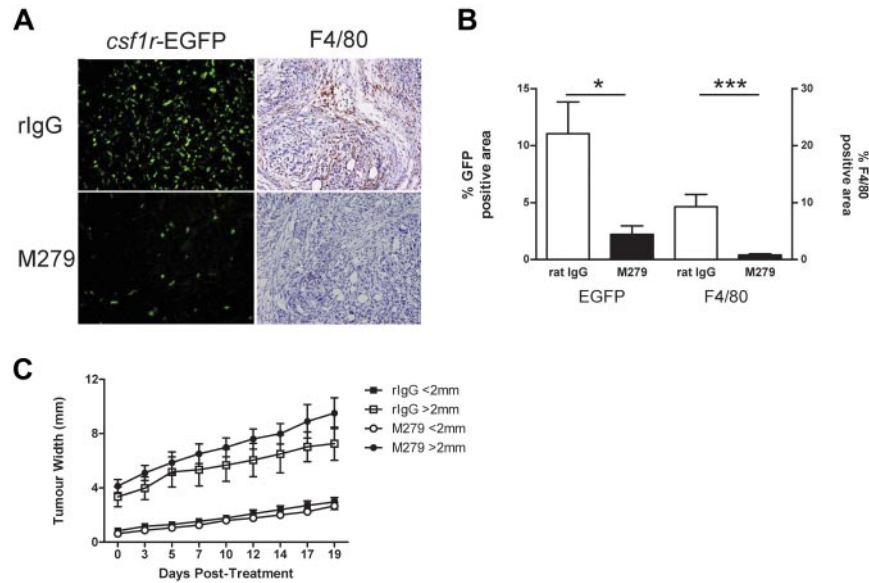 A
csf1r-EGFP F4/80
rIgG
M279
B
* ***
15 30
10 20
5 10
0 0
% GFP
positive area
% F4/80
positive area
rat IgG M279 rat IgG M279
EGFP F4/80
C
12
8
4
0
Tumour Width (mm)
0 3 5 7 10 12 14 17 19
Days Post-Treatment
rIgG <2mm
rIgG >2mm
M279 <2mm
M279 >2mm